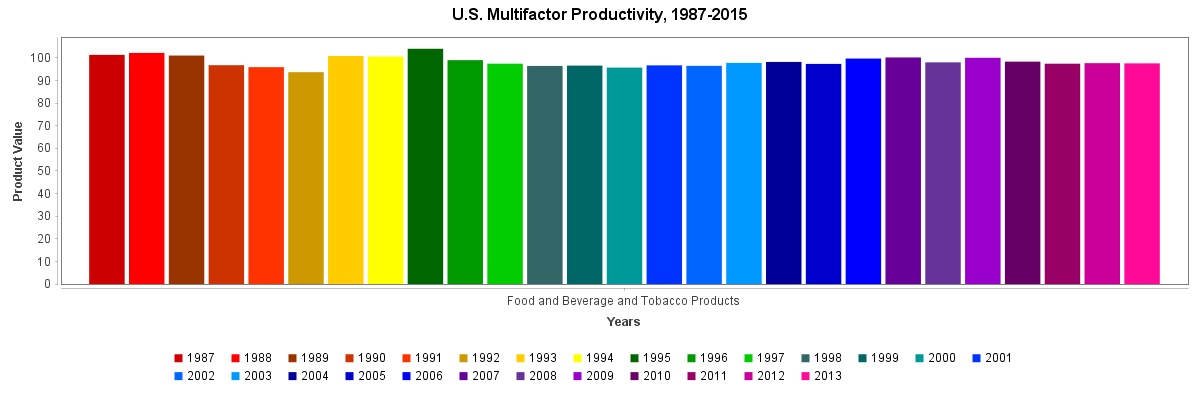 U.S. Multifactor Productivity, 1987-2015
Product Value
100
90
80
70
60
50
40
30
20
10
0
Food and Beverage and Tobacco Products
Years
1987 1988 1989 1990 1991 1992 1993 1994 1995 1996 1997 1998 1999 2000 2001
2002 2003 2004 2005 2006 2007 2008 2009 2010 2011 2012 2013